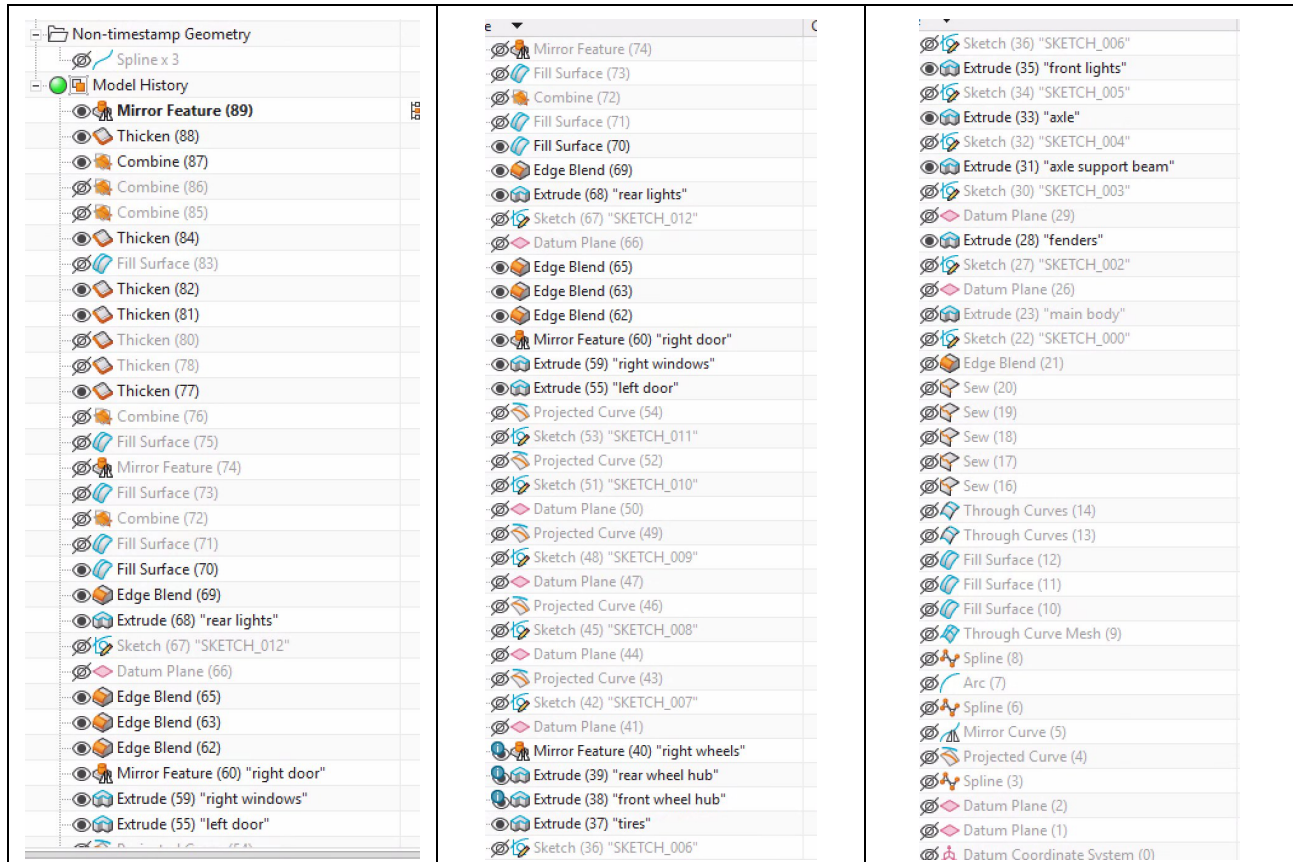 Non-timestamp Geometry
Spline x 3
Model History
Mirror Feature (89)
Thicken (88)
Combine (87)
Combine (86)
Combine (85)
Thicken (84)
Fill Surface (83)
Thicken (82)
Thicken (81)
Thicken (80)
Thicken (78)
Thicken (77)
Combine (76)
Fill Surface (75)
Mirror Feature (74)
Fill Surface (73)
Combine (72)
Fill Surface (71)
Fill Surface (70)
Edge Blend (69)
Extrude (68) "rear lights"
Sketch (67) "SKETCH_012"
Datum Plane (66)
Edge Blend (65)
Edge Blend (63)
Edge Blend (62)
Mirror Feature (60) "right door"
Extrude (59) "right windows"
Extrude (55) "left door"
Mirror Feature (74)
Fill Surface (73)
Combine (72)
Fill Surface (71)
Fill Surface (70)
Edge Blend (69)
Extrude (68) "rear lights"
Sketch (67) "SKETCH_012"
Datum Plane (66)
Edge Blend (65)
Edge Blend (63)
Edge Blend (62)
Mirror Feature (60) "right door"
Extrude (59) "right windows"
Extrude (55) "left door"
Projected Curve (54)
Sketch (53) "SKETCH_011"
Projected Curve (52)
Sketch (51) "SKETCH_010"
Datum Plane (50)
Projected Curve (49)
Sketch (48) "SKETCH_009"
Datum Plane (47)
Projected Curve (46)
Sketch (45) "SKETCH_008"
Datum Plane (44)
Projected Curve (43)
Sketch (42) "SKETCH_007"
Datum Plane (41)
Mirror Feature (40) "right wheels"
Extrude (39) "rear wheel hub"
Extrude (38) "front wheel hub"
Extrude (37) "tires"
Sketch (36) "SKETCH_006"
Sketch (36) "SKETCH_006"
Extrude (35) "front lights"
Sketch (34) "SKETCH_005"
Extrude (33) "axle"
Sketch (32) "SKETCH_004"
Extrude (31) "axle support beam"
Sketch (30) "SKETCH_003"
Datum Plane (29)
Extrude (28) "fenders"
Sketch (27) "SKETCH_002"
Datum Plane (26)
Extrude (23) "main body"
Sketch (22) "SKETCH_000"
Edge Blend (21)
Sew (20)
Sew (19)
Sew (18)
Sew (17)
Sew (16)
Through Curves (14)
Through Curves (13)
Fill Surface (12)
Fill Surface (11)
Fill Surface (10)
Through Curve Mesh (9)
Spline (8)
Arc (7)
Spline (6)
Mirror Curve (5)
Projected Curve (4)
Spline (3)
Datum Plane (2)
Datum Plane (1)
Datum Coordinate System (0)